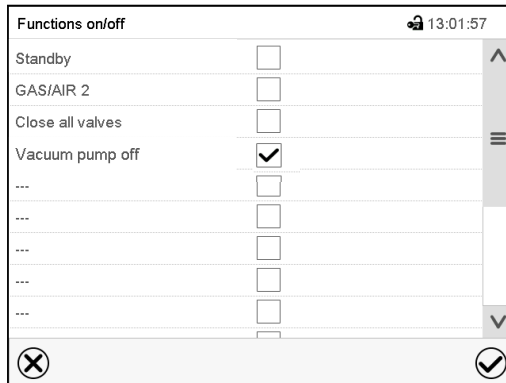 Functions on/off 13:01:57
Standby
GAS/AIR 2
Close all valves
Vacuum pump off
---
---
---
---
---